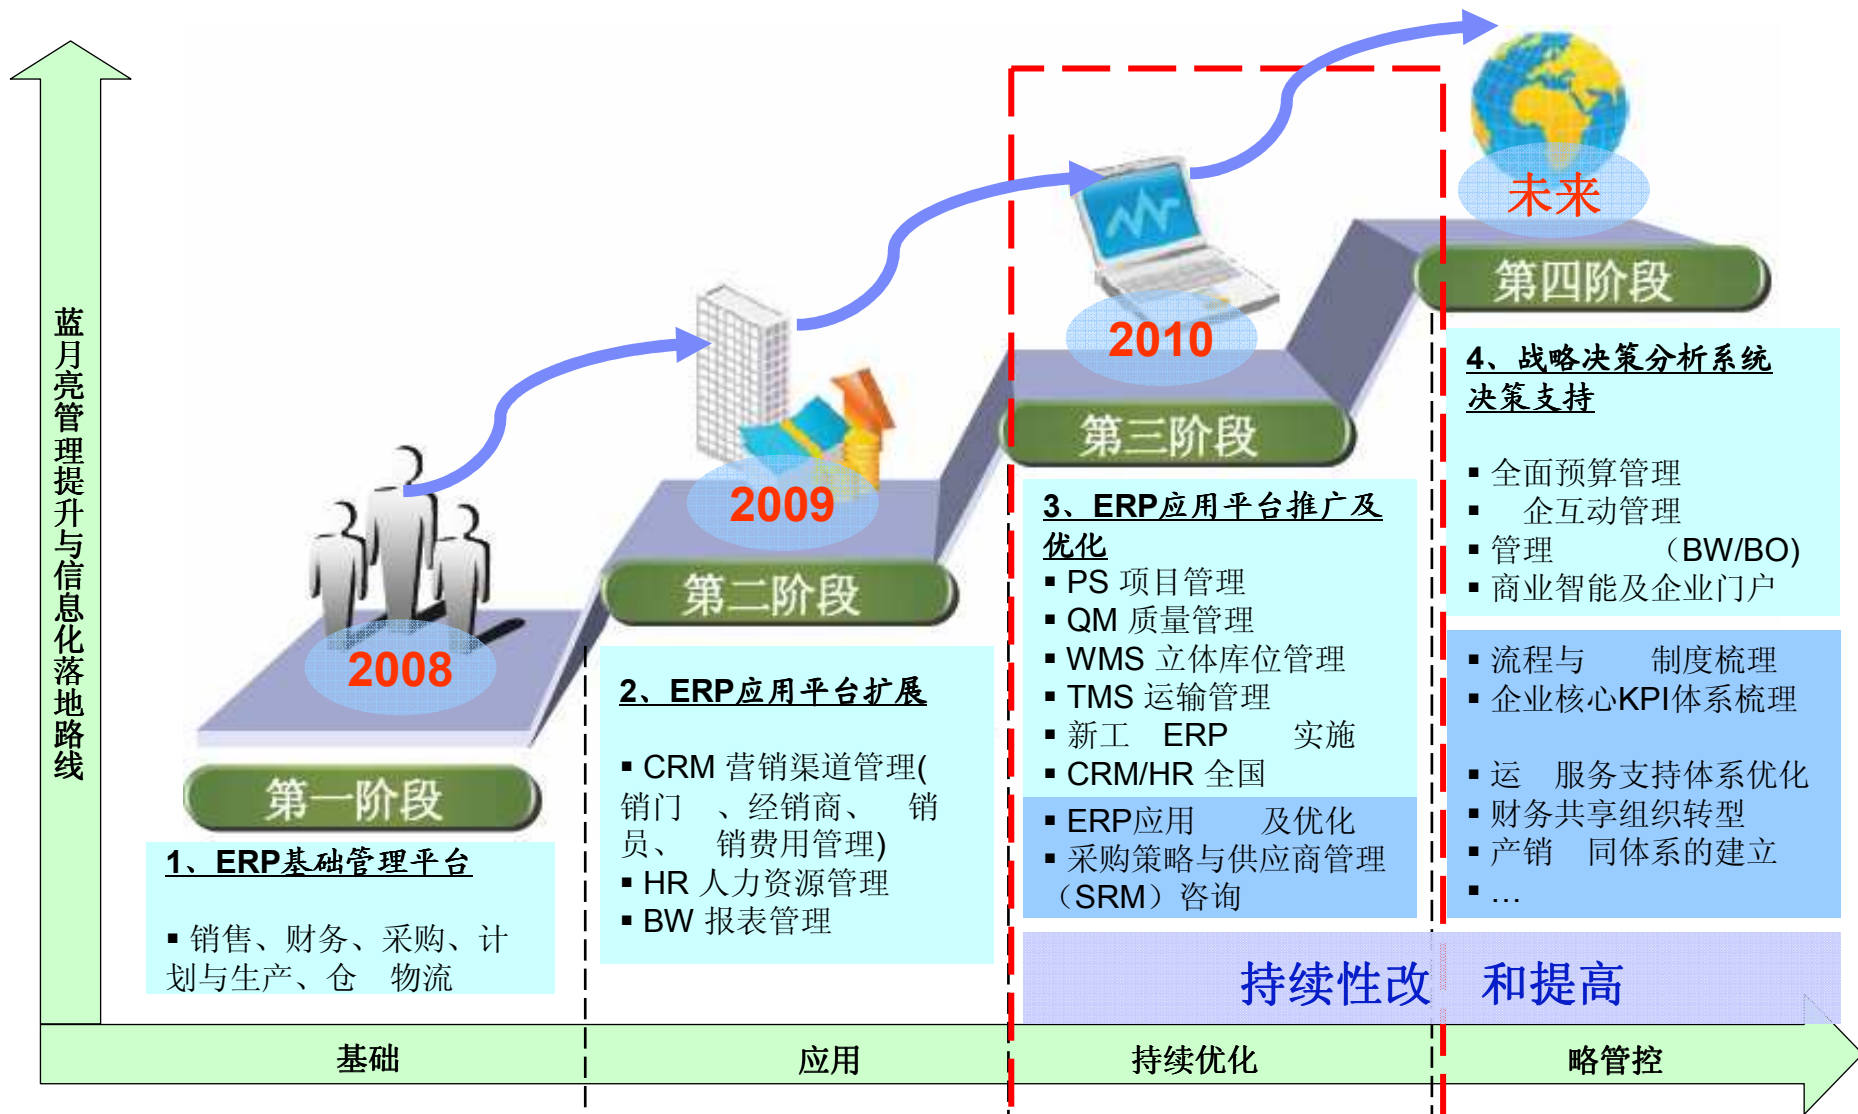 蓝月亮管理提升与信息化落地路线
2008
第一阶段
1、ERP基础管理平台
▪ 销售、财务、采购、计
划与生产、仓 物流
2009
第二阶段
2、ERP应用平台扩展
▪ CRM 营销渠道管理(
销门 、经销商、 销
员、 销费用管理)
▪ HR 人力资源管理
▪ BW 报表管理
2010
第三阶段
3、ERP应用平台推广及
优化
▪ PS 项目管理
▪ QM 质量管理
▪ WMS 立体库位管理
▪ TMS 运输管理
▪ 新工 ERP 实施
▪ CRM/HR 全国
▪ ERP应用 及优化
▪ 采购策略与供应商管理
（SRM）咨询
未来
第四阶段
4、战略决策分析系统
决策支持
▪ 全面预算管理
▪ 企互动管理
▪ 管理 （BW/BO)
▪ 商业智能及企业门户
▪ 流程与 制度梳理
▪ 企业核心KPI体系梳理
▪ 运 服务支持体系优化
▪ 财务共享组织转型
▪ 产销 同体系的建立
▪ ...
持续性改 和提高
基础
应用
持续优化
略管控